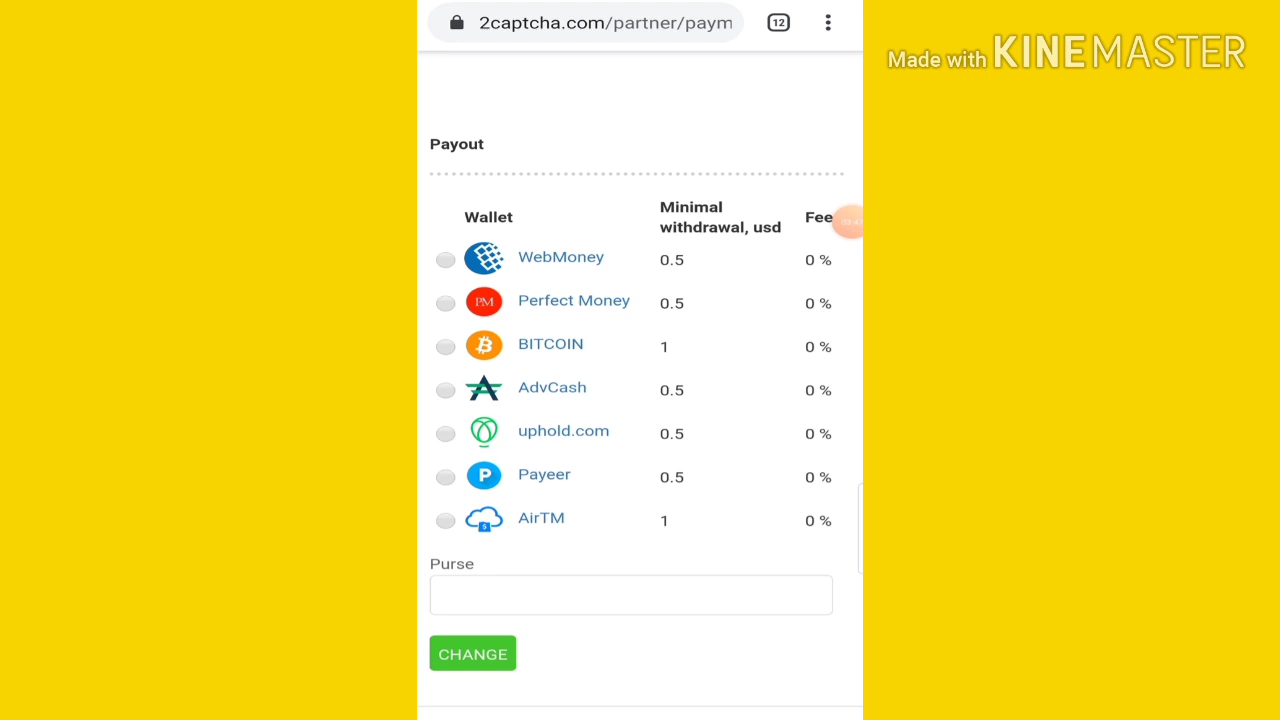 2captcha.com/partner/paym
12
Made with KINEMASTER
Payout
Wallet
Minimal
withdrawal, usd
Fee
WebMoney 0.5 0 %
PM
Perfect Money 0.5 0 %
BITCOIN 1 0 %
AdvCash 0.5 0 %
uphold.com 0.5 0 %
P
Payeer 0.5 0 %
AirTM 1 0 %
Purse
CHANGE